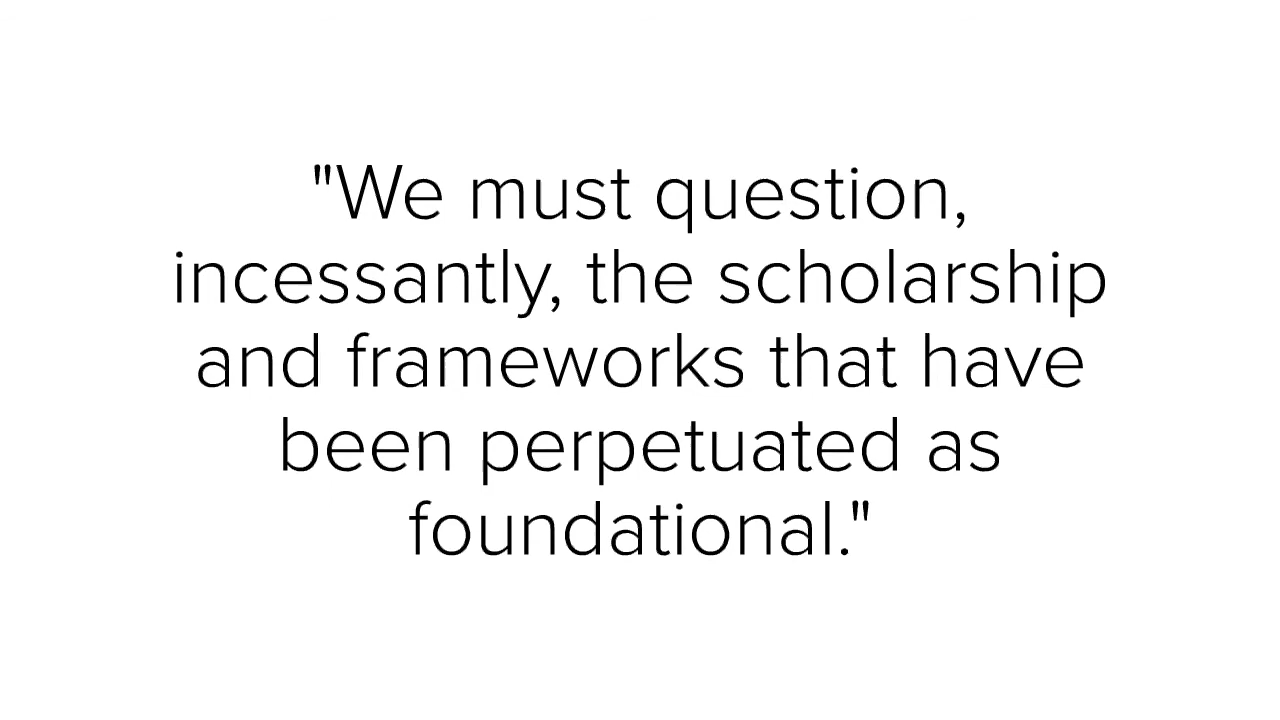 "We must question,
incessantly, the scholarship
and frameworks that have
been perpetuated as
foundational."